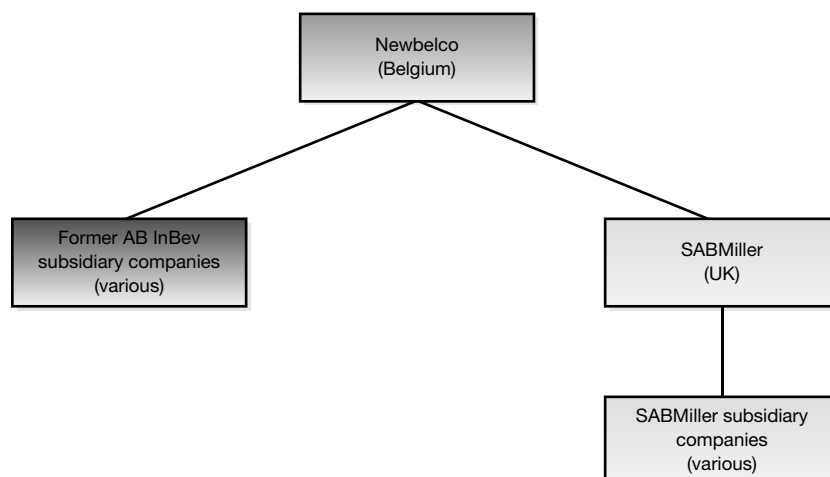 Newbelco
(Belgium)
Former AB InBev
subsidiary companies
(various)
SABMiller
(UK)
SABMiller subsidiary
companies
(various)